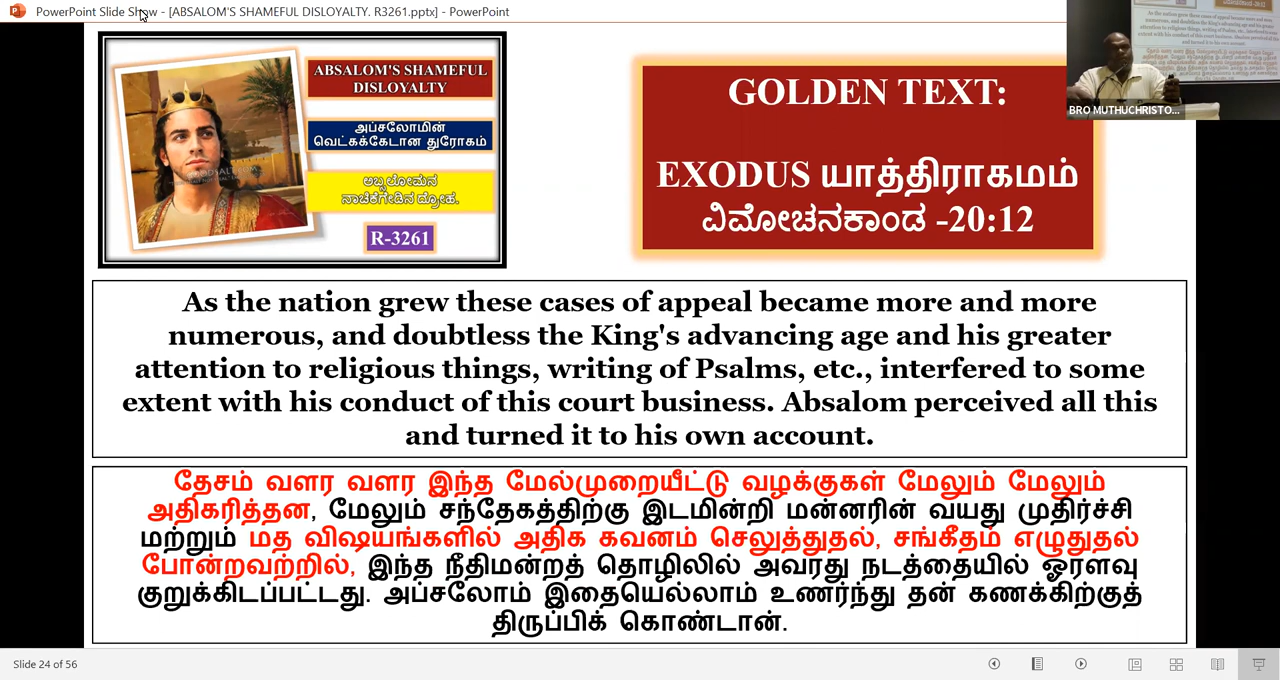 PowerPoint Slide Show - [ABSALOM'S SHAMEFUL DISLOYALTY. R3261.pptx] - PowerPoint
ABSALOM'S SHAMEFUL
DISLOYALTY
அப்சலோமின்
வெட்கக்கேடான துரோகம்
ಅಬ್ಸಲೋಮನ
ನಾಚಿಕೆಗೇಡಿನ ದ್ರೋಹ.
R-3261
GOLDEN TEXT:
EXODUS யாத்திராகமம்
ವಿಮೋಚನಕಾಂಡ -20:12
BRO MUTHUCHRISTO...
As the nation grew these cases of appeal became more and more
numerous, and doubtless the King's advancing age and his greater
attention to religious things, writing of Psalms, etc., interfered to some
extent with his conduct of this court business. Absalom perceived all this
and turned it to his own account.
தேசம் வளர வளர இந்த மேல்முறையீட்டு வழக்குகள் மேலும் மேலும்
அதிகரித்தன, மேலும் சந்தேகத்திற்கு இடமின்றி மன்னரின் வயது முதிர்ச்சி
மற்றும் மத விஷயங்களில் அதிக கவனம் செலுத்துதல், சங்கீதம் எழுதுதல்
போன்றவற்றில், இந்த நீதிமன்றத் தொழிலில் அவரது நடத்தையில் ஓரளவு
குறுக்கிடப்பட்டது. அப்சலோம் இதையெல்லாம் உணர்ந்து தன் கணக்கிற்குத்
திருப்பிக் கொண்டான்.
Slide 24 of 56